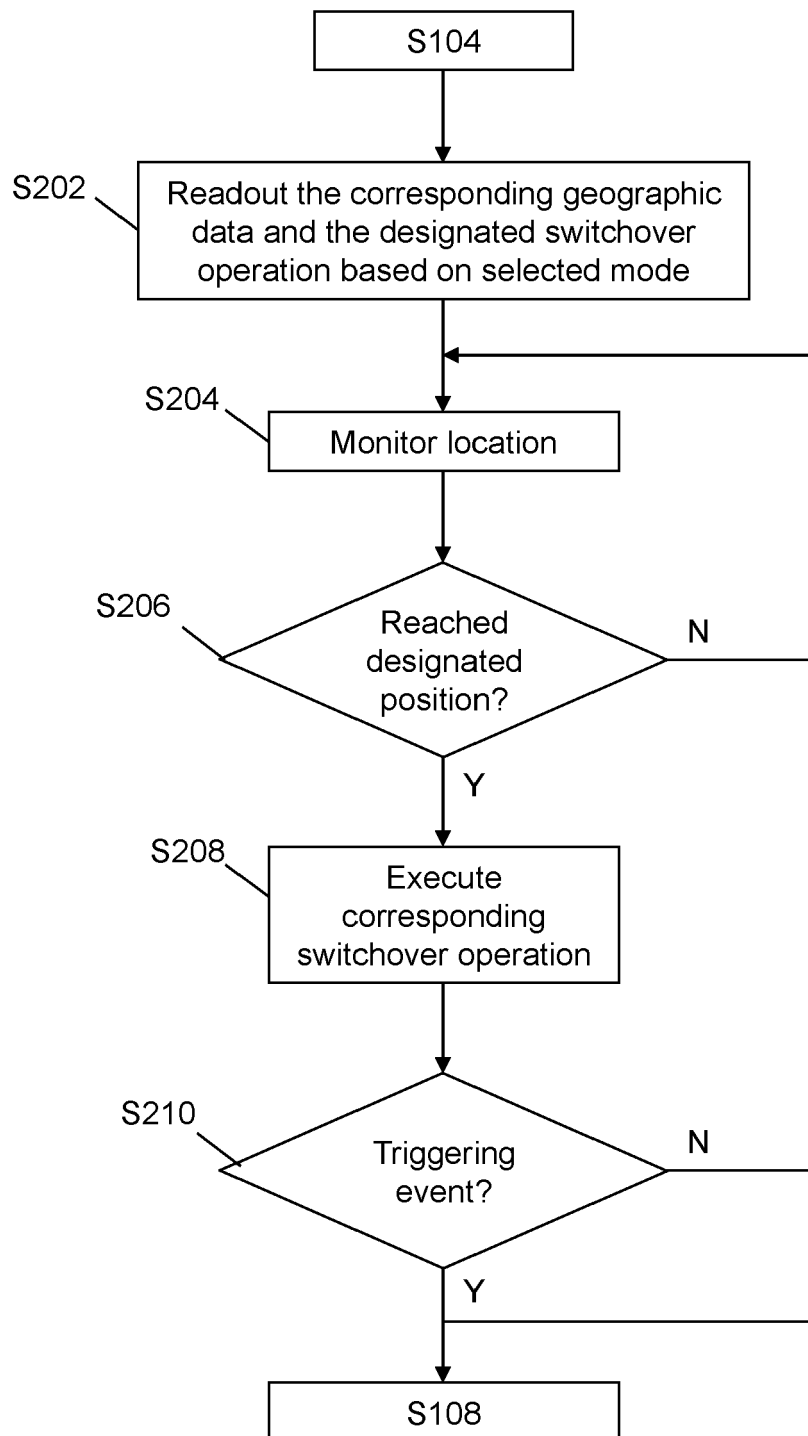 S104
S202
Readout the corresponding geographic
data and the designated switchover
operation based on selected mode
S204
Monitor location
S206
Reached
designated
position?
N
Y
S208
Execute
corresponding
switchover operation
S210
Triggering
event?
N
Y
S108